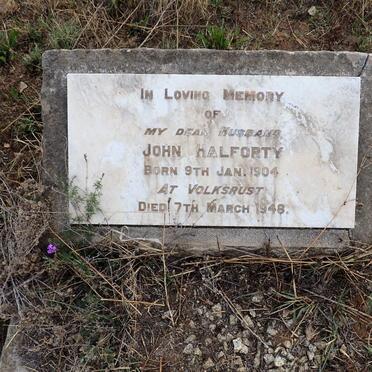 IN LOVING MEMORY
OF
MY DEAR HUSBAND
JOHN HALFORTY
BORN 9TH JAN. 1904
AT VOLKSRUST
DIED 7TH MARCH 1948.